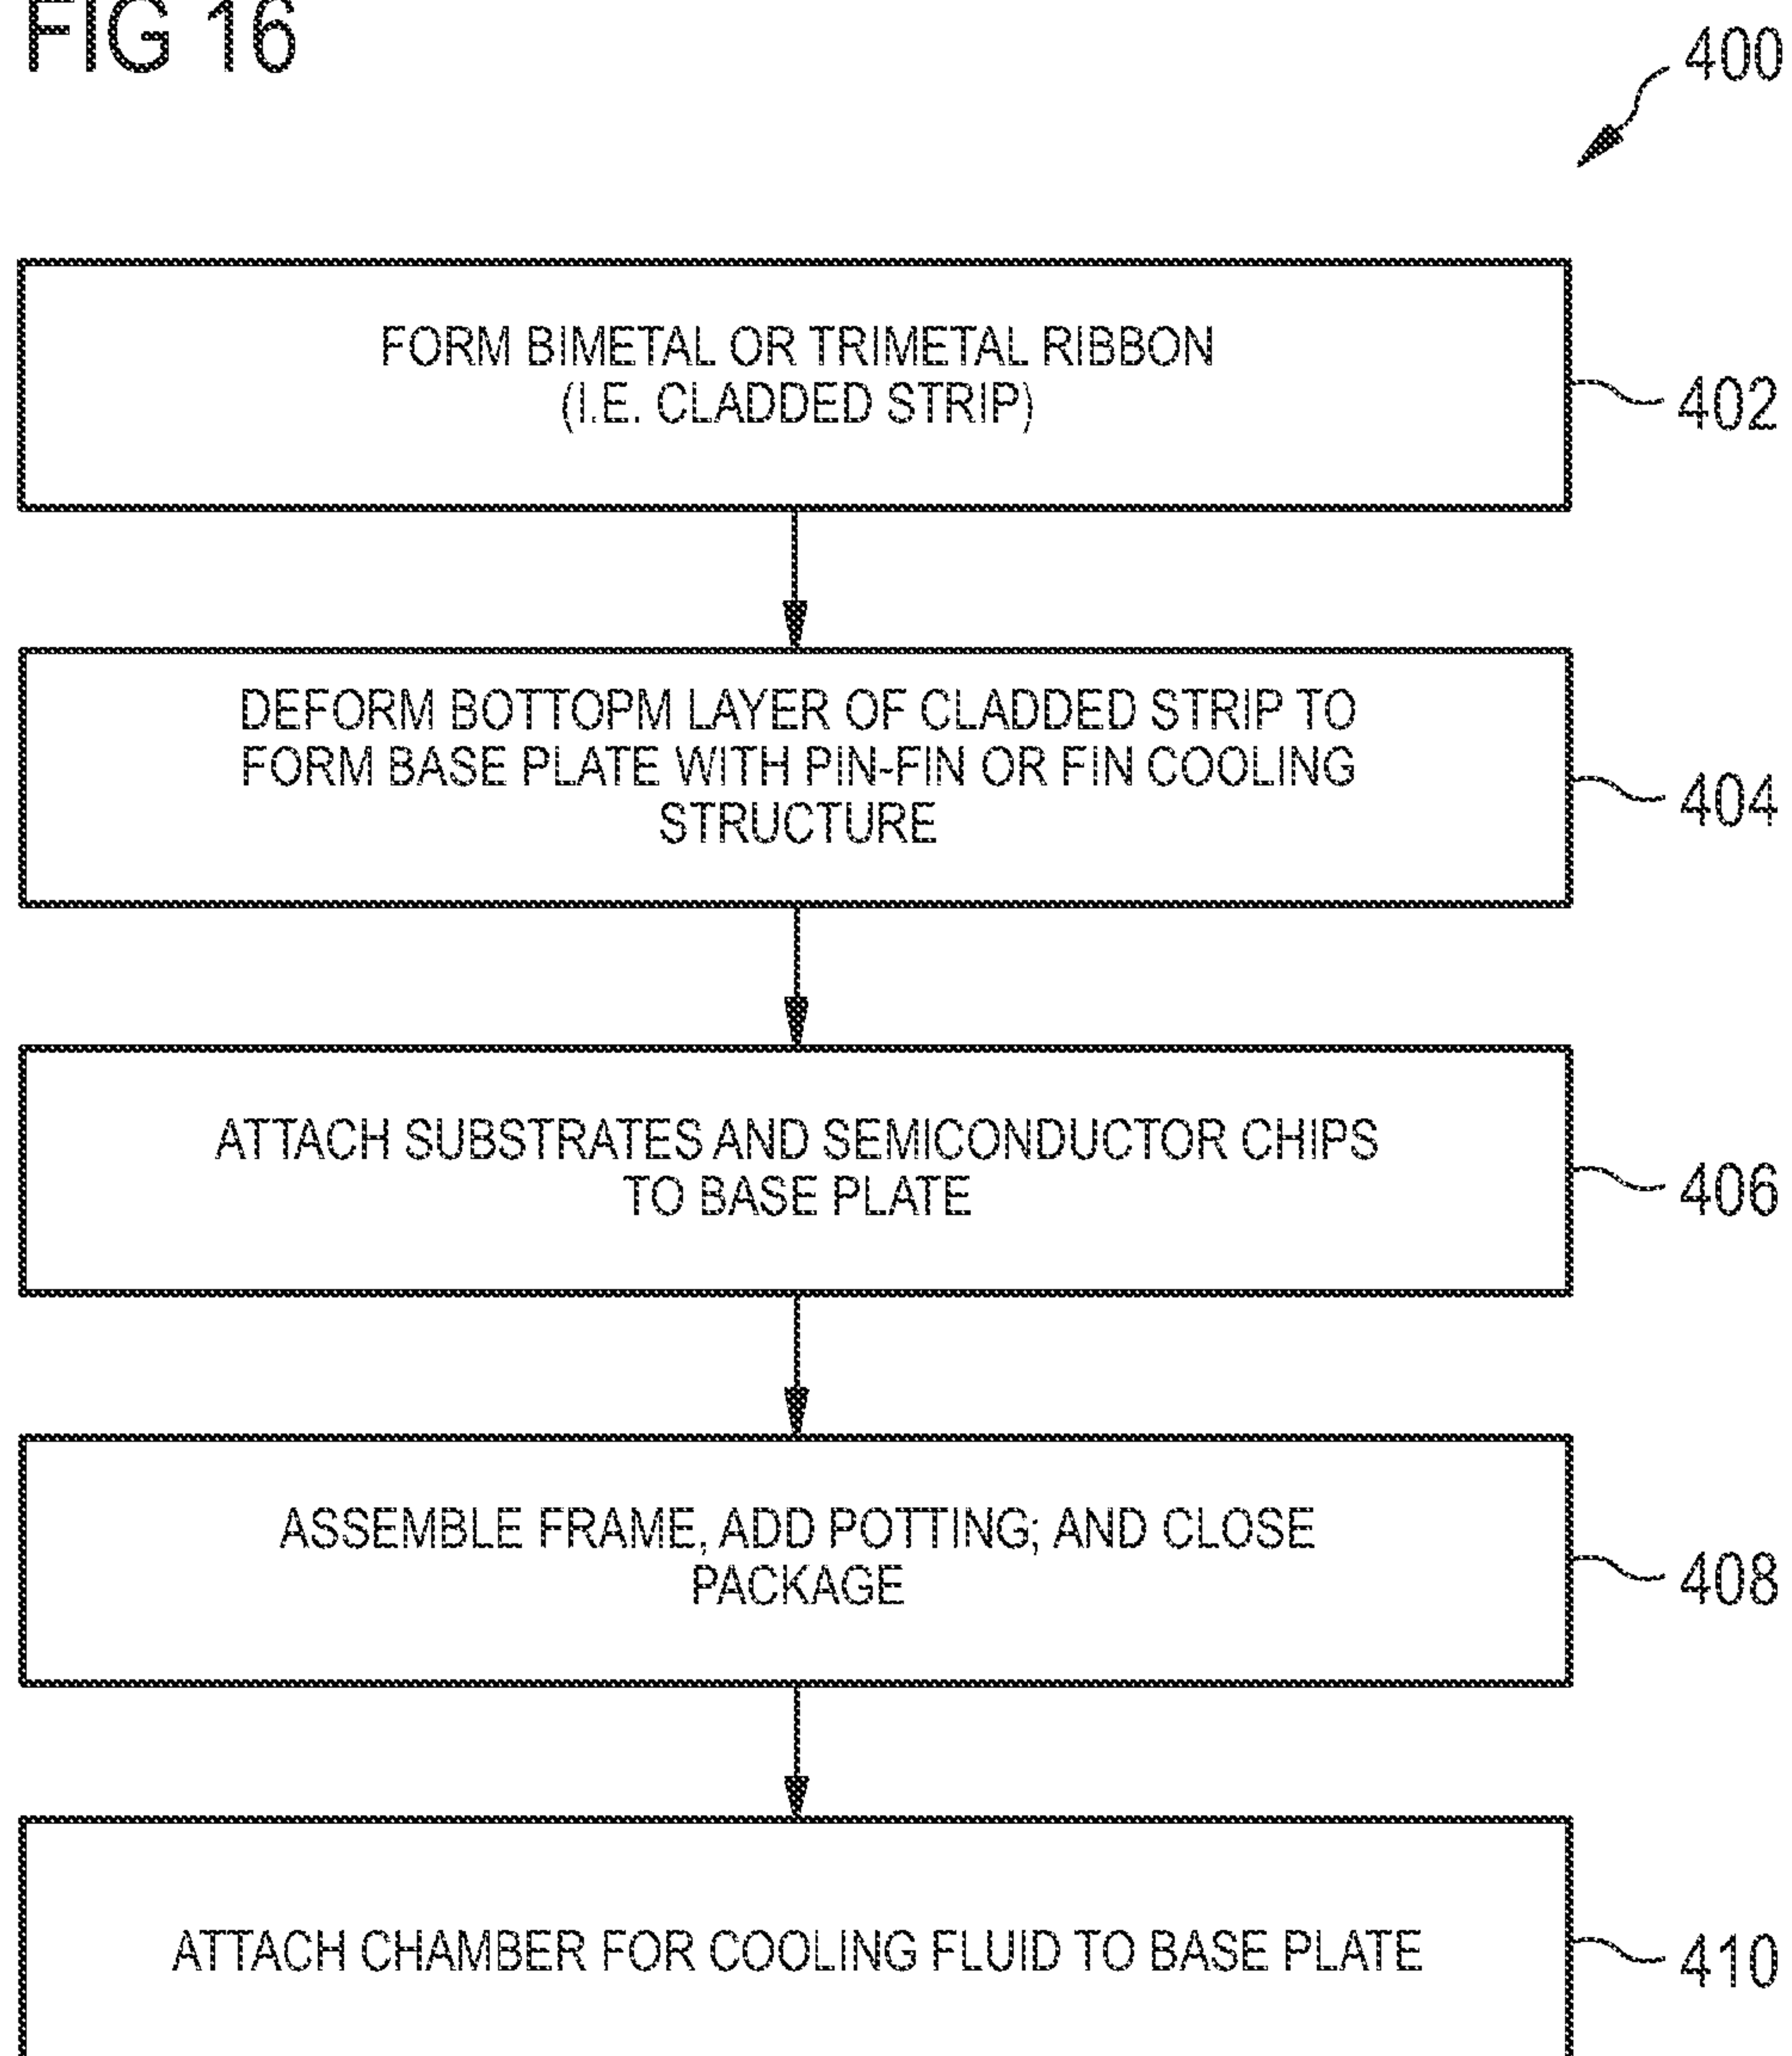 FIG 16
400
FORM BIMETAL OR TRIMETAL RIBBON
(I.E. CLADDED STRIP)
402
DEFORM BOTTOPM LAYER OF CLADDED STRIP TO
FORM BASE PLATE WITH PIN-FIN OR FIN COOLING
STRUCTURE
404
ATTACH SUBSTRATES AND SEMICONDUCTOR CHIPS
TO BASE PLATE
406
ASSEMBLE FRAME, ADD POTTING; AND CLOSE
PACKAGE
408
ATTACH CHAMBER FOR COOLING FLUID TO BASE PLATE
410